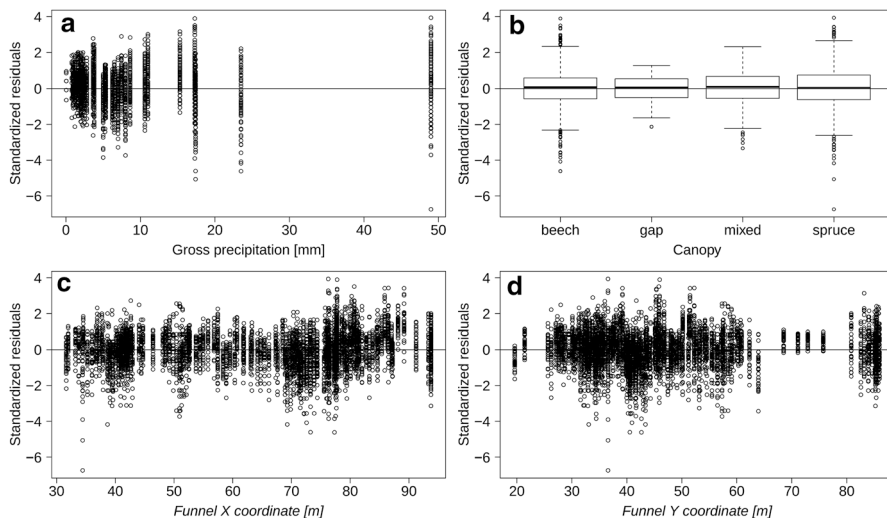 a
4
2
0
−2
−4
−6
Standardized residuals
0 10 20 30 40 50
Gross precipitation [mm]
b
4
2
0
−2
−4
−6
Standardized residuals
beech gap mixed spruce
Canopy
c
4
2
0
−2
−4
−6
Standardized residuals
30 40 50 60 70 80 90
Funnel X coordinate [m]
d
4
2
0
−2
−4
−6
Standardized residuals
20 30 40 50 60 70 80
Funnel Y coordinate [m]